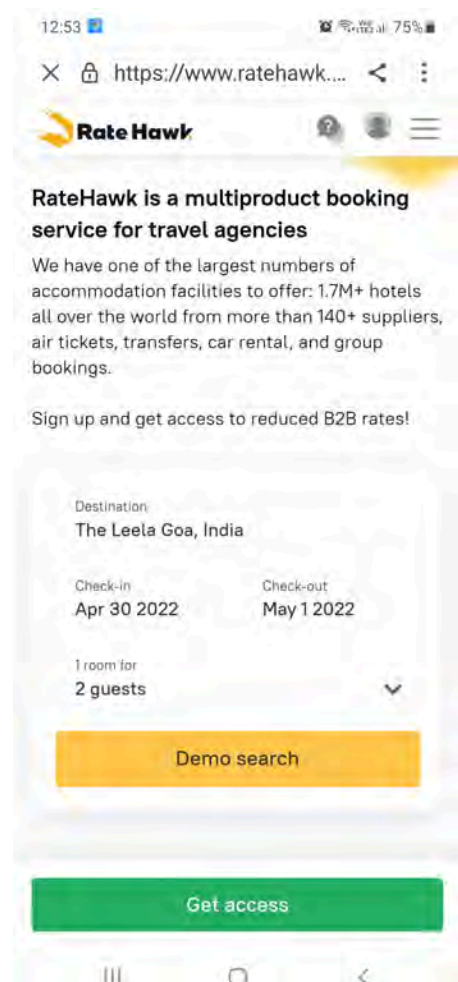 12:53 75%
https://www.ratehawk....
Rate Hawk
RateHawk is a multiproduct booking
service for travel agencies
We have one of the largest numbers of
accommodation facilities to offer: 1.7M+ hotels
all over the world from more than 140+ suppliers,
air tickets, transfers, car rental, and group
bookings.
Sign up and get access to reduced B2B rates!
Destination
The Leela Goa, India
Check-in Check-out
Apr 30 2022 May 1 2022
1 room for
2 guests
Demo search
Get access